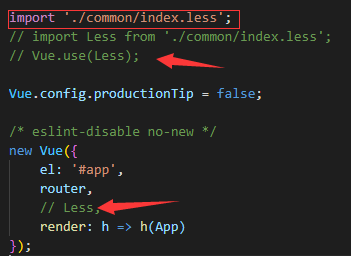 import './common/index.less';
// import Less from './common/index.less';
// Vue.use(Less);
Vue.config.productionTip = false;
/* eslint-disable no-new */
new Vue({
el: '#app',
router,
// Less,
render: h => h(App)
});